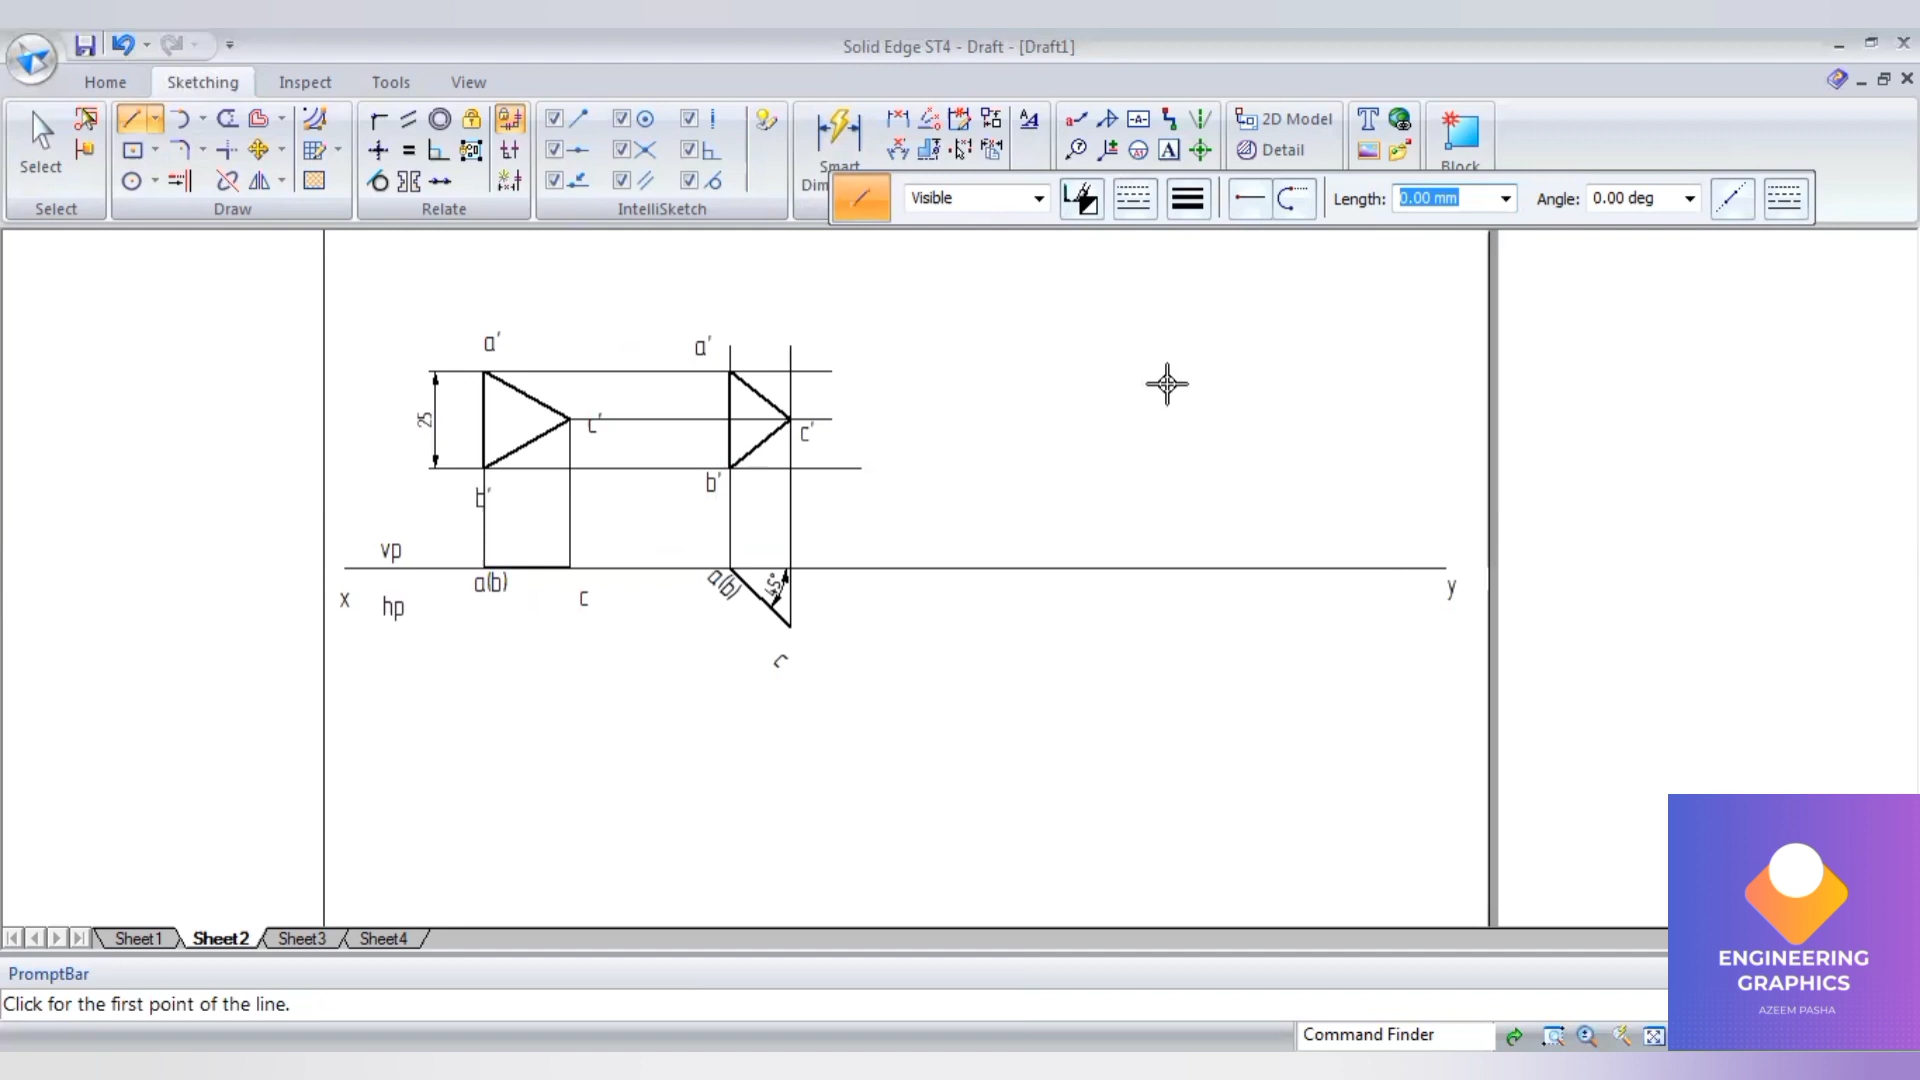 Solid Edge ST4 - Draft - [Draft1]
Home Sketching Inspect Tools View
Select
Smart
2D Model
Detail
Block
Select Draw Relate IntelliSketch
Visible
Length: 0.00 mm
Angle: 0.00 deg
a' a'
25
c' c'
b' b'
vp
a(b) a(b) 45°
x hp c y
c
Sheet1 Sheet2 Sheet3 Sheet4
PromptBar
Click for the first point of the line.
Command Finder
ENGINEERING
GRAPHICS
AZEEM PASHA